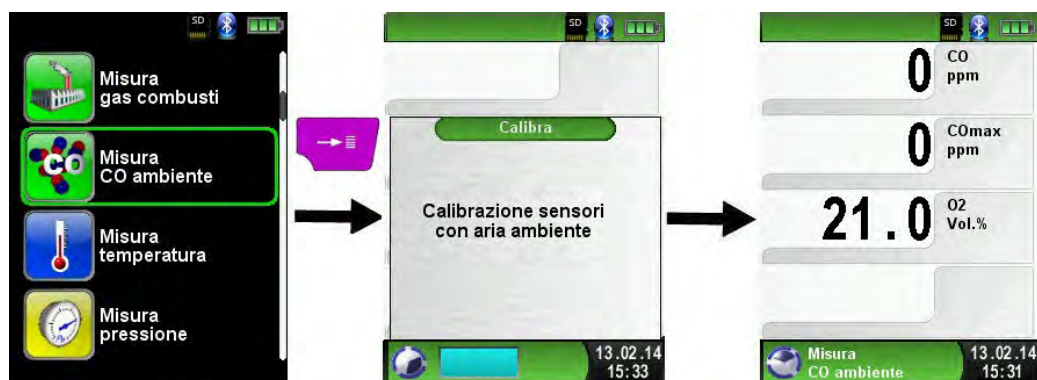 SD
Misura
gas combusti
Misura
CO ambiente
CO
Misura
temperatura
Misura
pressione
SD
Calibra
Calibrazione sensori
con aria ambiente
13.02.14
15:33
SD
0 CO
ppm
0 COmax
ppm
21.0 O2
Vol.%
Misura
CO ambiente
13.02.14
15:31